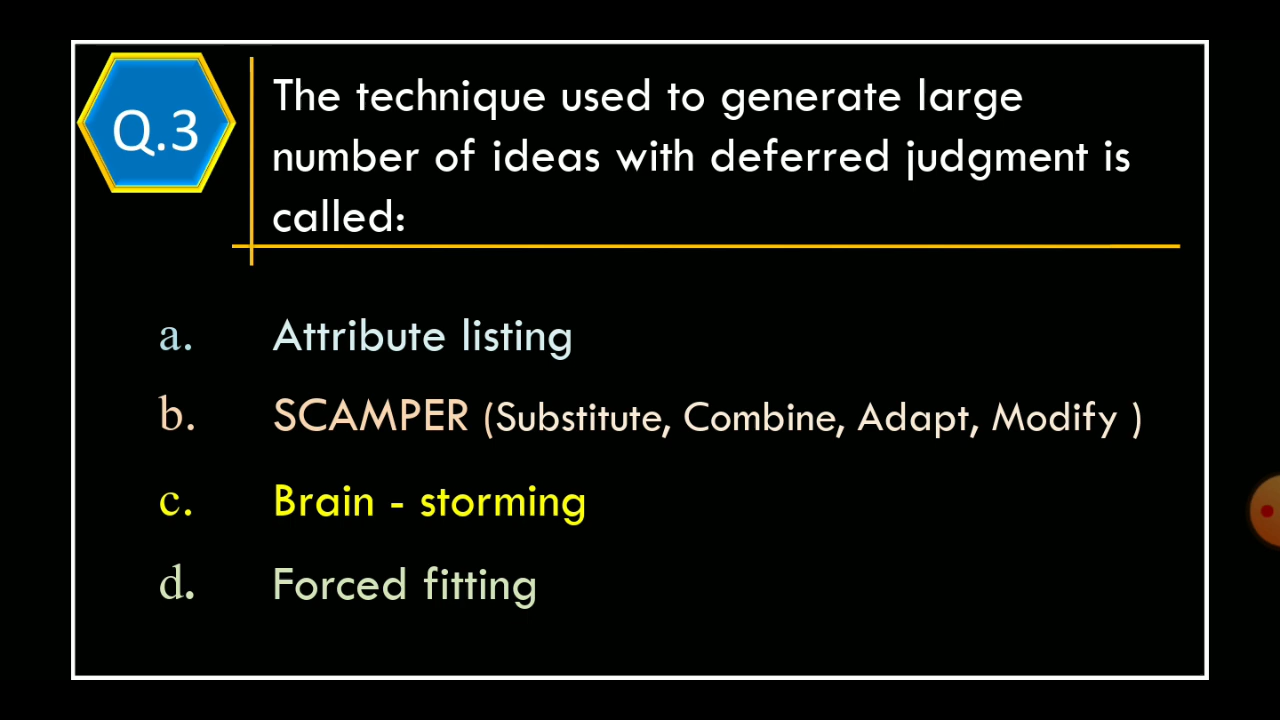 Q.3
The technique used to generate large
number of ideas with deferred judgment is
called:
a. Attribute listing
b. SCAMPER (Substitute, Combine, Adapt, Modify )
c. Brain - storming
d. Forced fitting